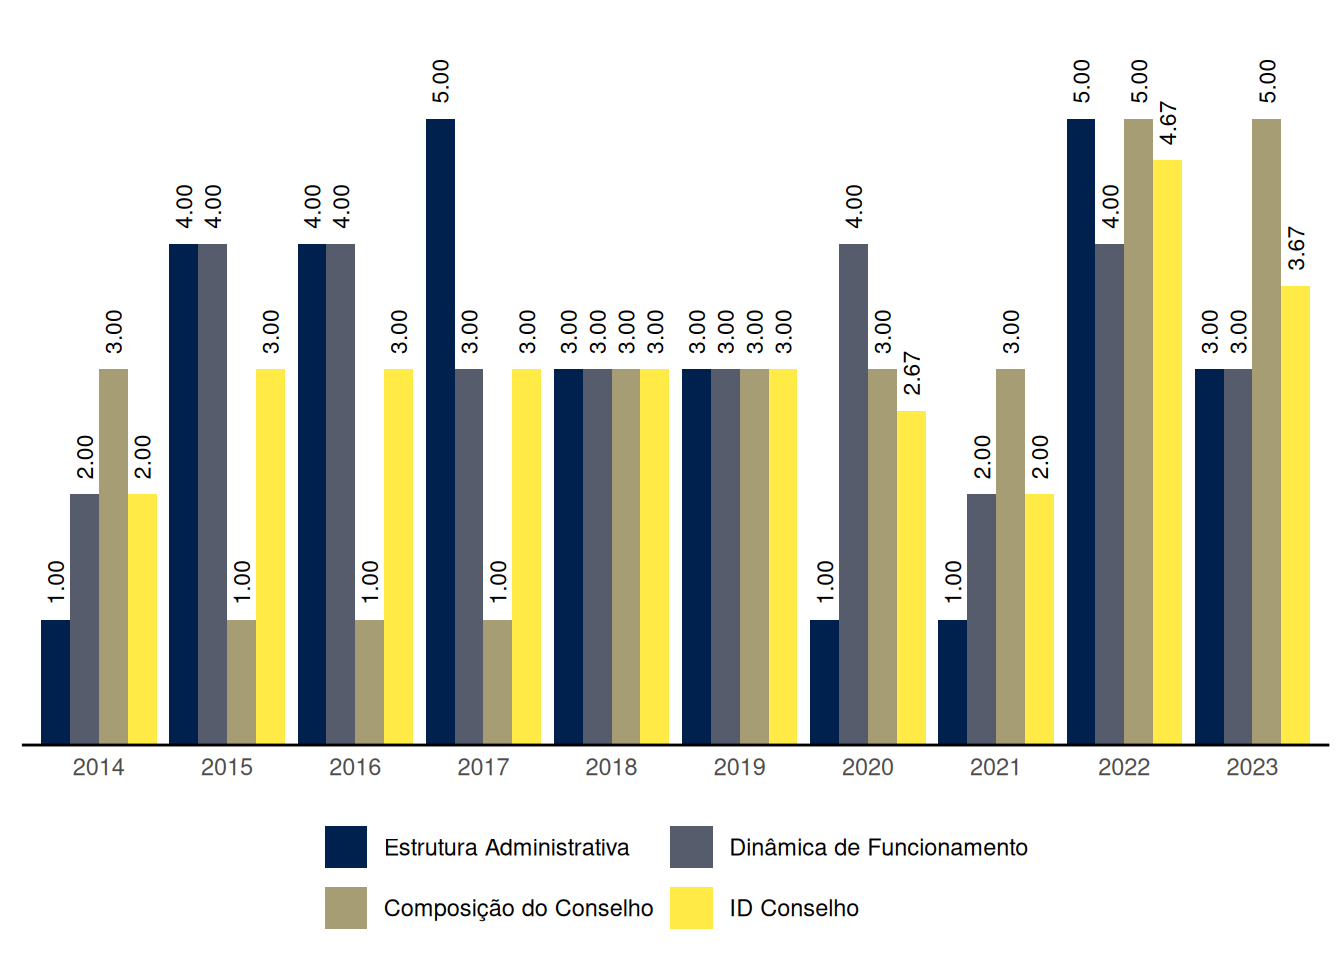 1.00 2.00 3.00 2.00 4.00 4.00 1.00 3.00 4.00 4.00 1.00 3.00 5.00 3.00 1.00 3.00 3.00 3.00 3.00 3.00 3.00 3.00 3.00 3.00 1.00 4.00 3.00 2.67 1.00 2.00 3.00 2.00 5.00 4.00 5.00 4.67 3.00 3.00 5.00 3.67
2014 2015 2016 2017 2018 2019 2020 2021 2022 2023
Estrutura Administrativa Dinâmica de Funcionamento
Composição do Conselho ID Conselho